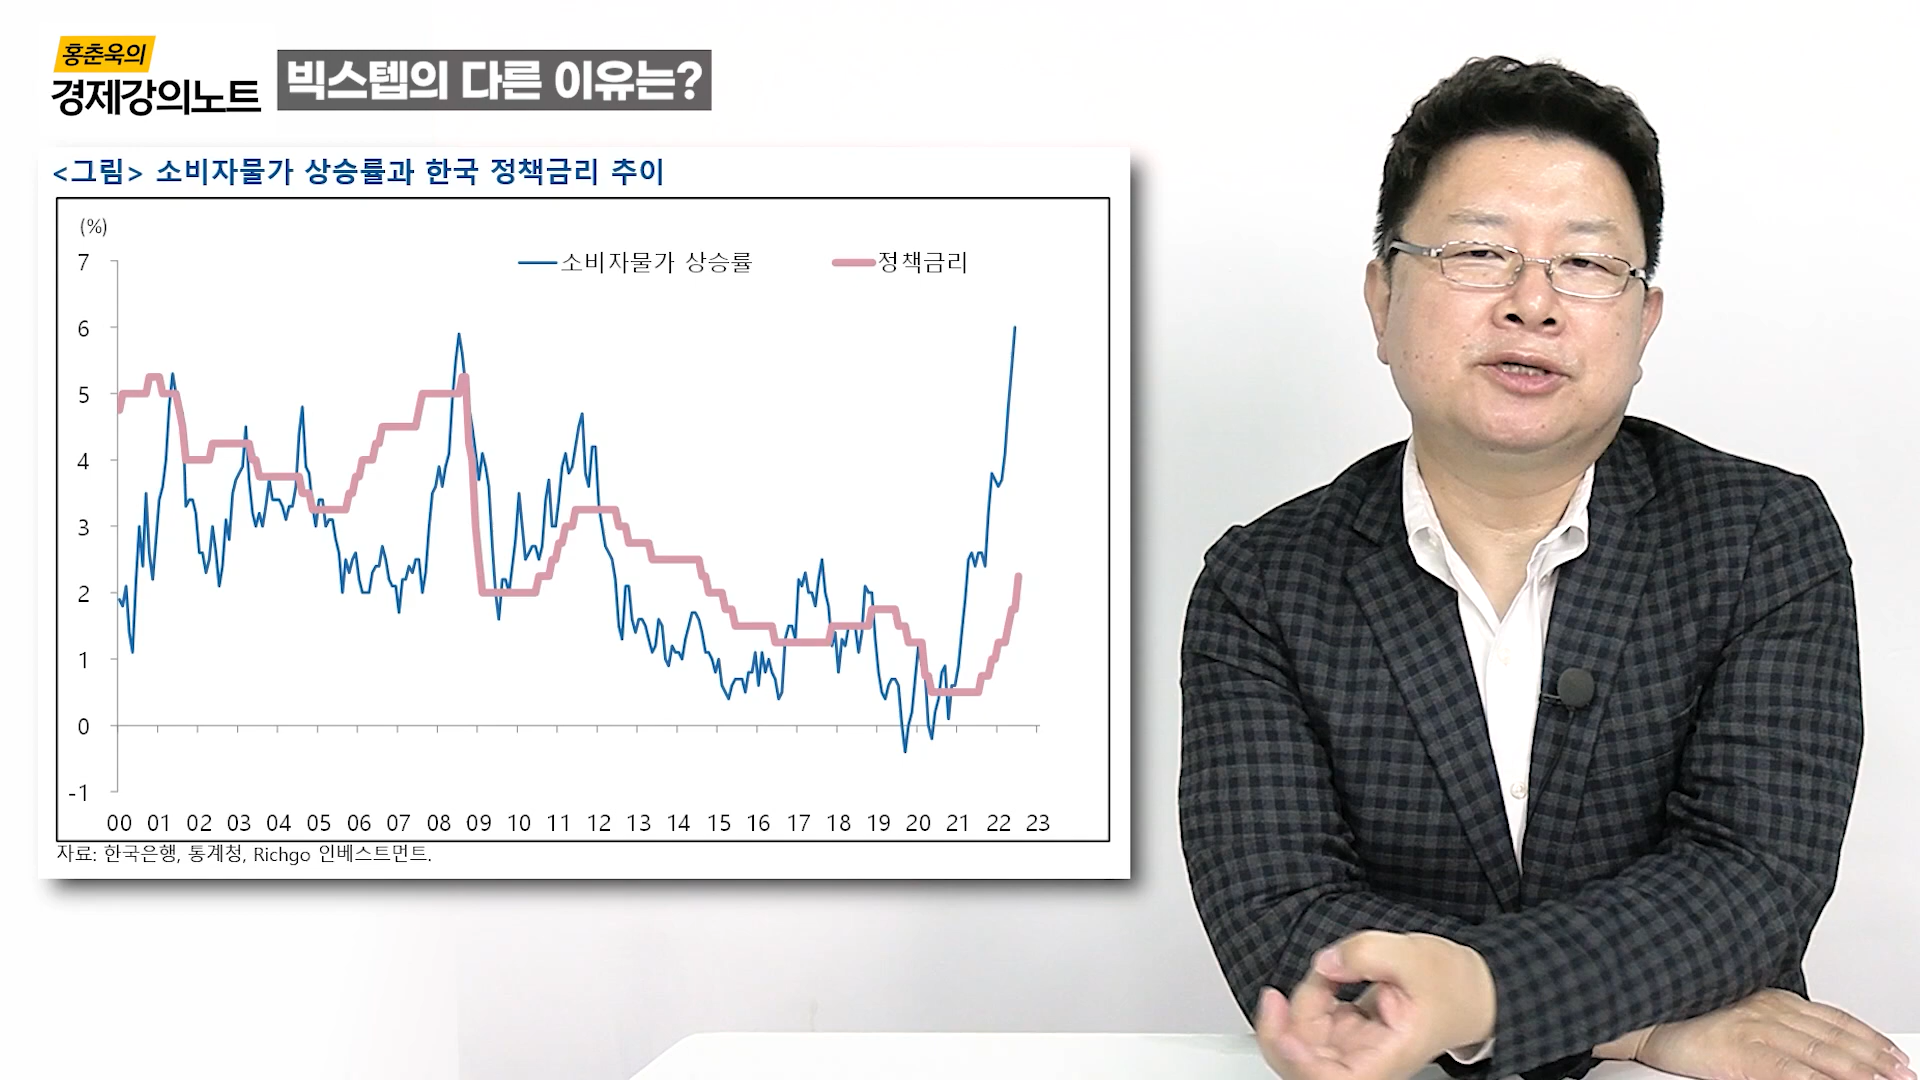 홍춘욱의
경제강의노트
빅스텝의 다른 이유는?
<그림> 소비자물가 상승률과 한국 정책금리 추이
(%)
소비자물가 상승률 정책금리
7
6
5
4
3
2
1
0
-1
00 01 02 03 04 05 06 07 08 09 10 11 12 13 14 15 16 17 18 19 20 21 22 23
자료: 한국은행, 통계청, Richgo 인베스트먼트.